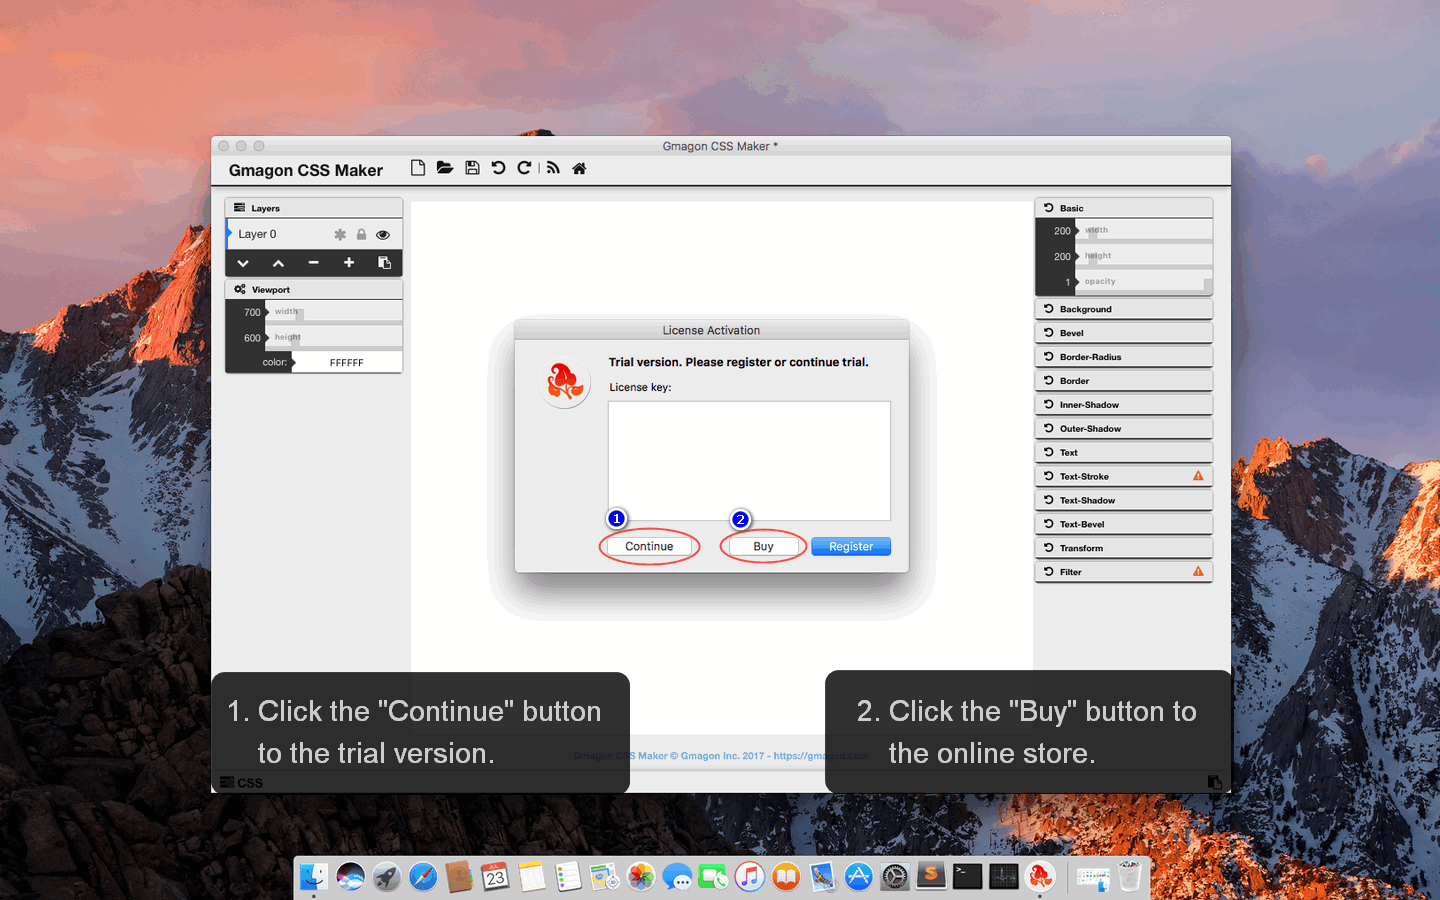 Gmagon CSS Maker *
Gmagon CSS Maker
Layers
Layer 0
Viewport
700 width
600 height
color: FFFFFF
License Activation
Trial version. Please register or continue trial.
License key:
1
2
Continue
Buy
Register
Basic
200 width
200 height
1 opacity
Background
Bevel
Border-Radius
Border
Inner-Shadow
Outer-Shadow
Text
Text-Stroke
Text-Shadow
Text-Bevel
Transform
Filter
1. Click the "Continue" button
to the trial version.
2. Click the "Buy" button to
the online store.
Gmagon CSS Maker © Gmagon Inc. 2017 - https://gmagon.com
CSS
23